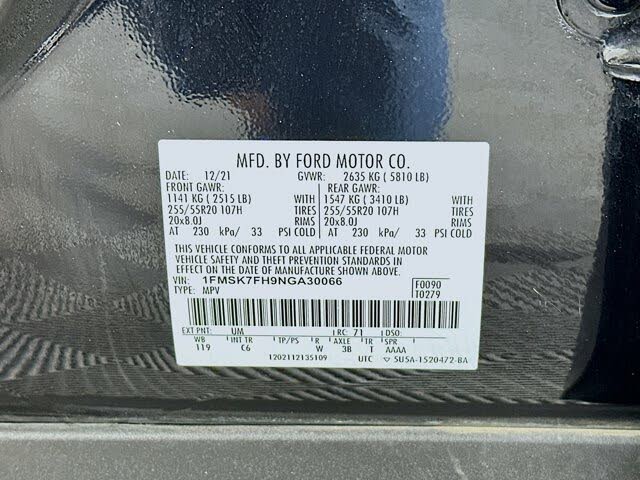 MFD. BY FORD MOTOR CO.
DATE: 12/21 GVWR: 2635 KG ( 5810 LB)
FRONT GAWR: REAR GAWR:
1141 KG ( 2515 LB) WITH 1547 KG ( 3410 LB) WITH
255/55R20 107H TIRES 255/55R20 107H TIRES
20x8.0J RIMS 20x8.0J RIMS
AT 230 kPa/ 33 PSI COLD AT 230 kPa/ 33 PSI COLD
THIS VEHICLE CONFORMS TO ALL APPLICABLE FEDERAL MOTOR
VEHICLE SAFETY AND THEFT PREVENTION STANDARDS IN
EFFECT ON THE DATE OF MANUFACTURE SHOWN ABOVE.
VIN: 1FMSK7FH9NGA30066 F0090
TYPE: MPV T0279
EXT PNT: UM RC: 71 DSO:
WB INT TR TP/PS R AXLE TR SPR
119 C6 W 3B T AAAA
1202112135109 UTC ▽ 5U5A-1520472-BA